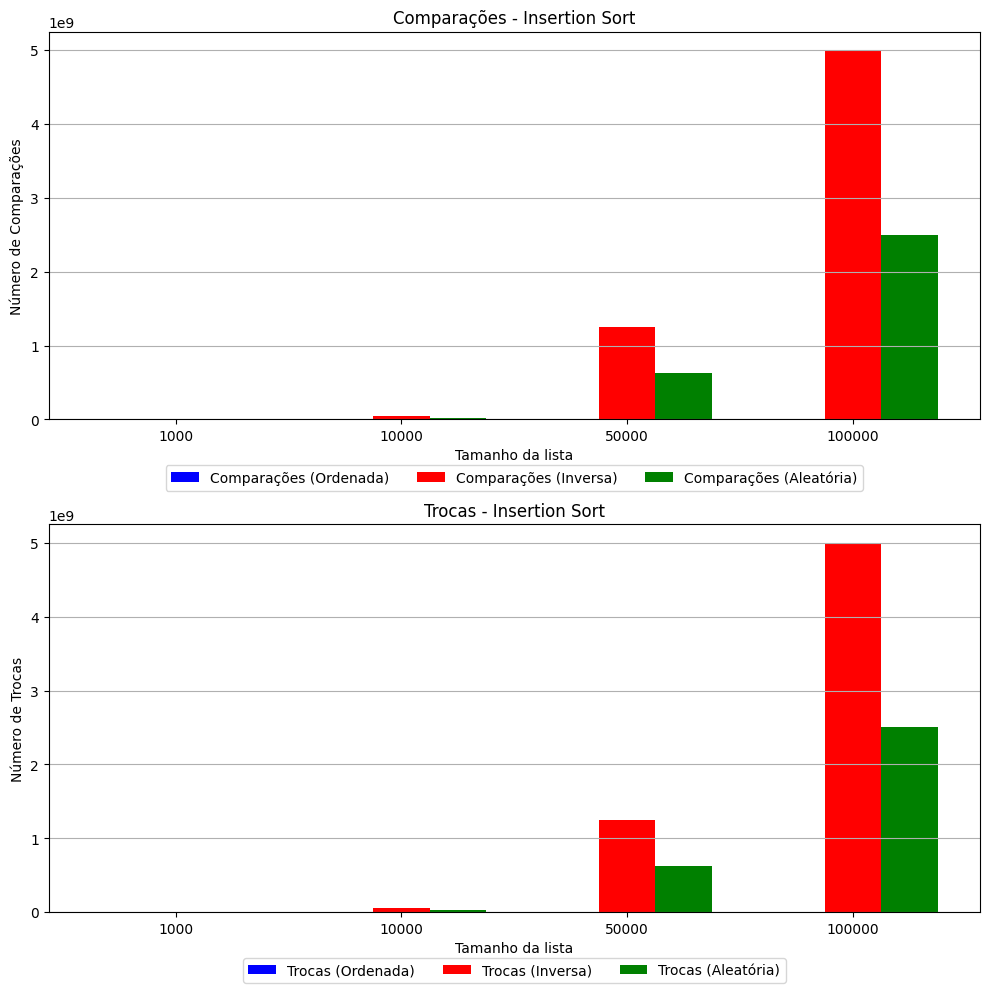 Comparações - Insertion Sort
1e9
5
4
3
2
1
0
Número de Comparações
1000 10000 50000 100000
Tamanho da lista
Comparações (Ordenada) Comparações (Inversa) Comparações (Aleatória)
Trocas - Insertion Sort
1e9
5
4
3
2
1
0
Número de Trocas
1000 10000 50000 100000
Tamanho da lista
Trocas (Ordenada) Trocas (Inversa) Trocas (Aleatória)